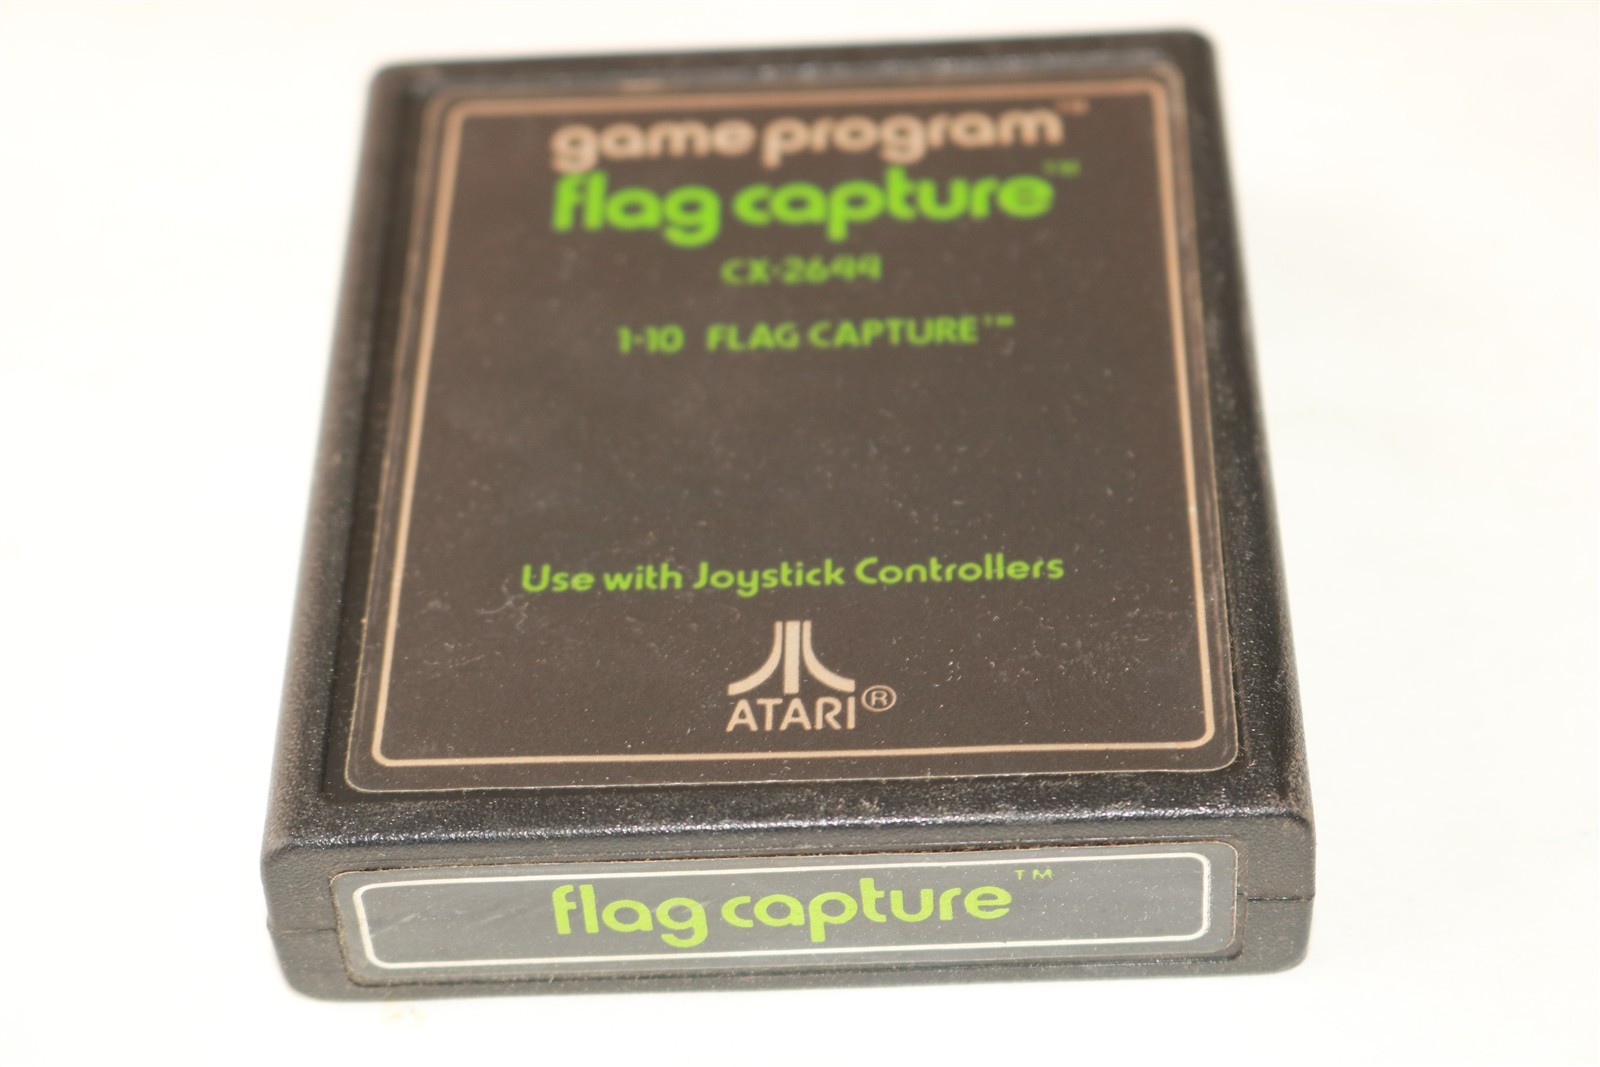 game program™
flag capture™
CX-2644
1-10 FLAG CAPTURE™
Use with Joystick Controllers
ATARI®
flag capture™